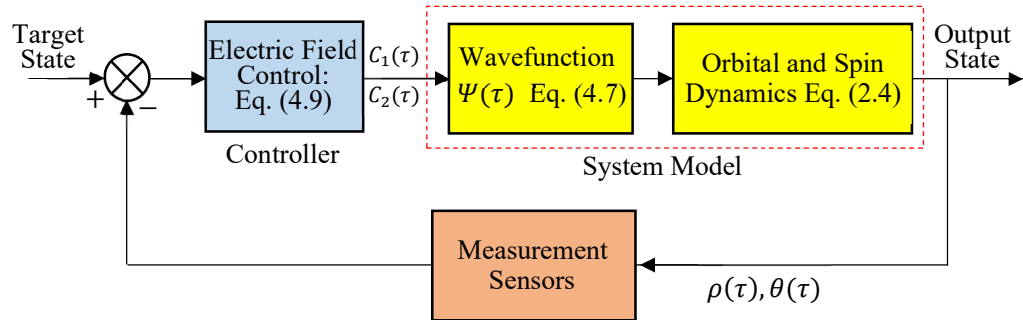 Target
State
+
−
Electric Field
Control:
Eq. (4.9)
Controller
C₁(τ)
C₂(τ)
Wavefunction
Ψ(τ) Eq. (4.7)
Orbital and Spin
Dynamics Eq. (2.4)
System Model
Output
State
Measurement
Sensors
ρ(τ), θ(τ)